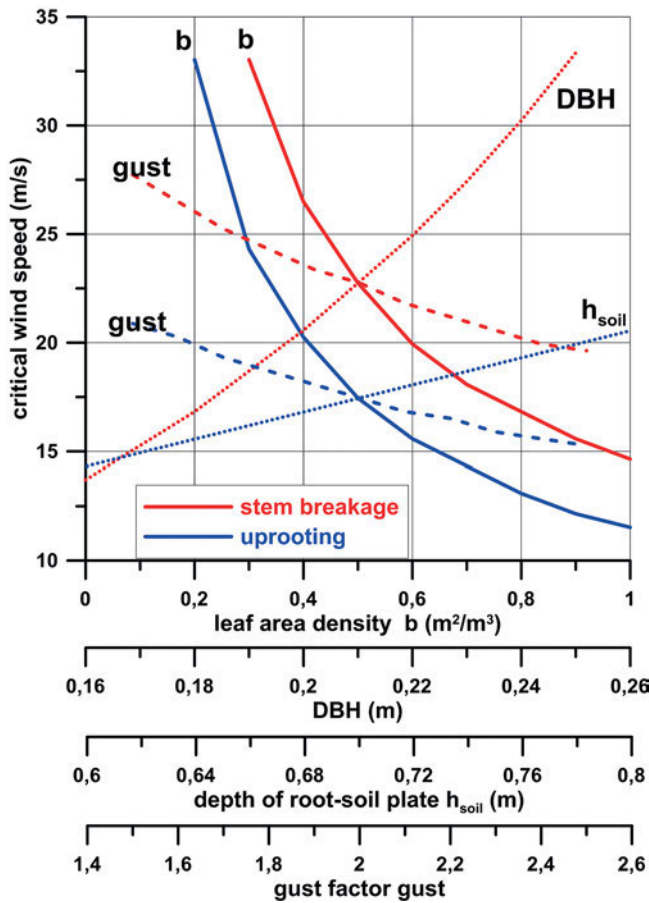 35
b b
DBH
30
gust
25
h_soil
gust
20
15
stem breakage
uprooting
10
critical wind speed (m/s)
0 0,2 0,4 0,6 0,8 1
leaf area density b (m²/m³)
0,16 0,18 0,2 0,22 0,24 0,26
DBH (m)
0,6 0,64 0,68 0,72 0,76 0,8
depth of root-soil plate h_soil (m)
1,4 1,6 1,8 2 2,2 2,4 2,6
gust factor gust